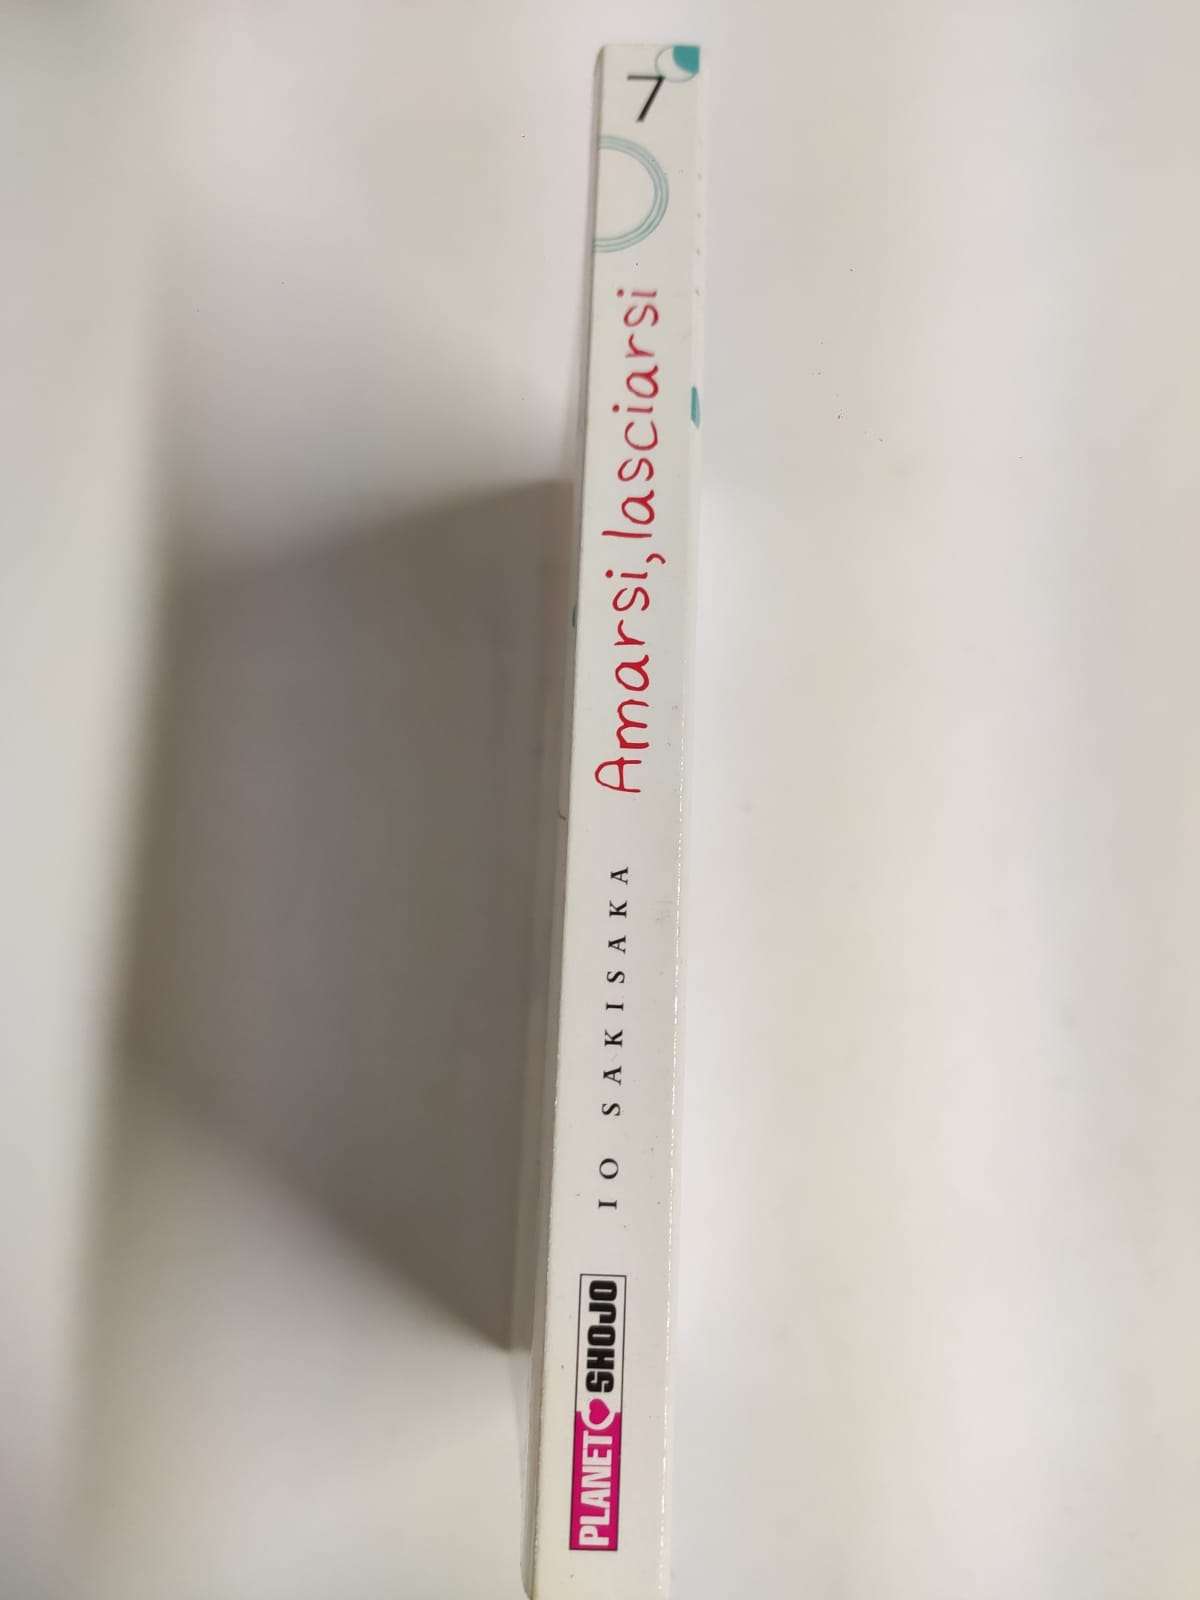 7
Amarsi, lasciarsi
IO SAKISAKA
PLANET SHOJO